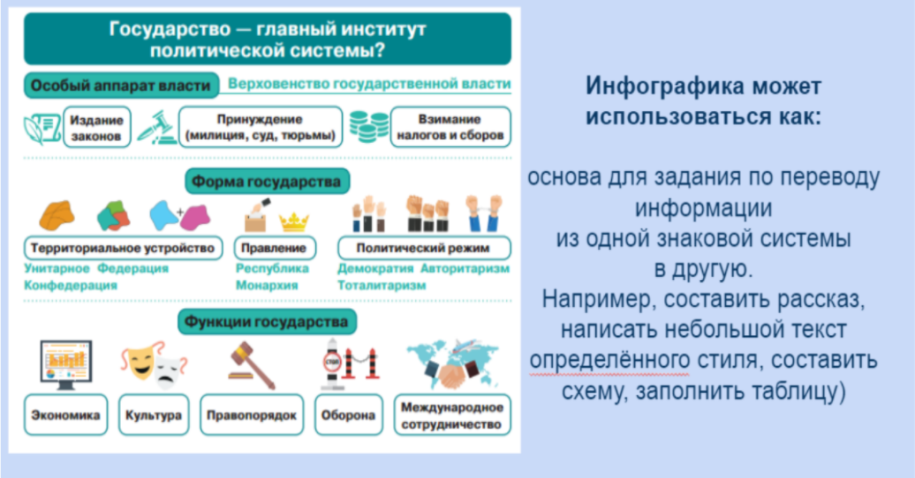 Государство — главный институт
политической системы?
Особый аппарат власти
Верховенство государственной власти
Издание
законов
Принуждение
(милиция, суд, тюрьмы)
Взимание
налогов и сборов
Форма государства
Территориальное устройство
Правление
Политический режим
Унитарное Федерация
Конфедерация
Республика
Монархия
Демократия Авторитаризм
Тоталитаризм
Функции государства
Экономика
Культура
Правопорядок
Оборона
Международное
сотрудничество
Инфографика может
использоваться как:
основа для задания по переводу
информации
из одной знаковой системы
в другую.
Например, составить рассказ,
написать небольшой текст
определённого стиля, составить
схему, заполнить таблицу)